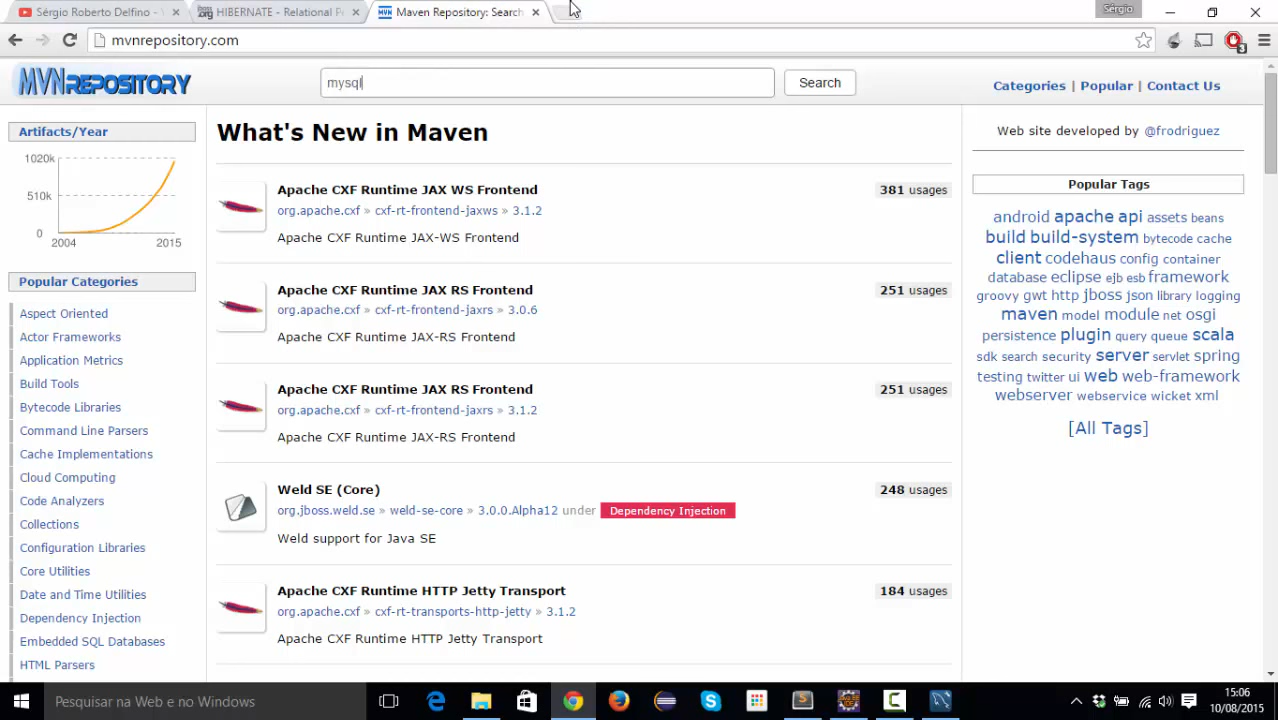 Sérgio Roberto Delfino -
HIBERNATE - Relational P
Maven Repository: Search
Sérgio
mvnrepository.com
3
MVNREPOSITORY
mysql
Search
Categories | Popular | Contact Us
Artifacts/Year
1020k
510k
0
2004
2015
Popular Categories
Aspect Oriented
Actor Frameworks
Application Metrics
Build Tools
Bytecode Libraries
Command Line Parsers
Cache Implementations
Cloud Computing
Code Analyzers
Collections
Configuration Libraries
Core Utilities
Date and Time Utilities
Dependency Injection
Embedded SQL Databases
HTML Parsers
What's New in Maven
Apache CXF Runtime JAX WS Frontend
381 usages
org.apache.cxf » cxf-rt-frontend-jaxws » 3.1.2
Apache CXF Runtime JAX-WS Frontend
Apache CXF Runtime JAX RS Frontend
251 usages
org.apache.cxf » cxf-rt-frontend-jaxrs » 3.0.6
Apache CXF Runtime JAX-RS Frontend
Apache CXF Runtime JAX RS Frontend
251 usages
org.apache.cxf » cxf-rt-frontend-jaxrs » 3.1.2
Apache CXF Runtime JAX-RS Frontend
Weld SE (Core)
248 usages
org.jboss.weld.se » weld-se-core » 3.0.0.Alpha12 under Dependency Injection
Weld support for Java SE
Apache CXF Runtime HTTP Jetty Transport
184 usages
org.apache.cxf » cxf-rt-transports-http-jetty » 3.1.2
Apache CXF Runtime HTTP Jetty Transport
Web site developed by @frodriguez
Popular Tags
android apache api assets beans
build build-system bytecode cache
client codehaus config container
database eclipse ejb esb framework
groovy gwt http jboss json library logging
maven model module net osgi
persistence plugin query queue scala
sdk search security server servlet spring
testing twitter ui web web-framework
webserver webservice wicket xml
[All Tags]
Pesquisar na Web e no Windows
15:06
10/08/2015